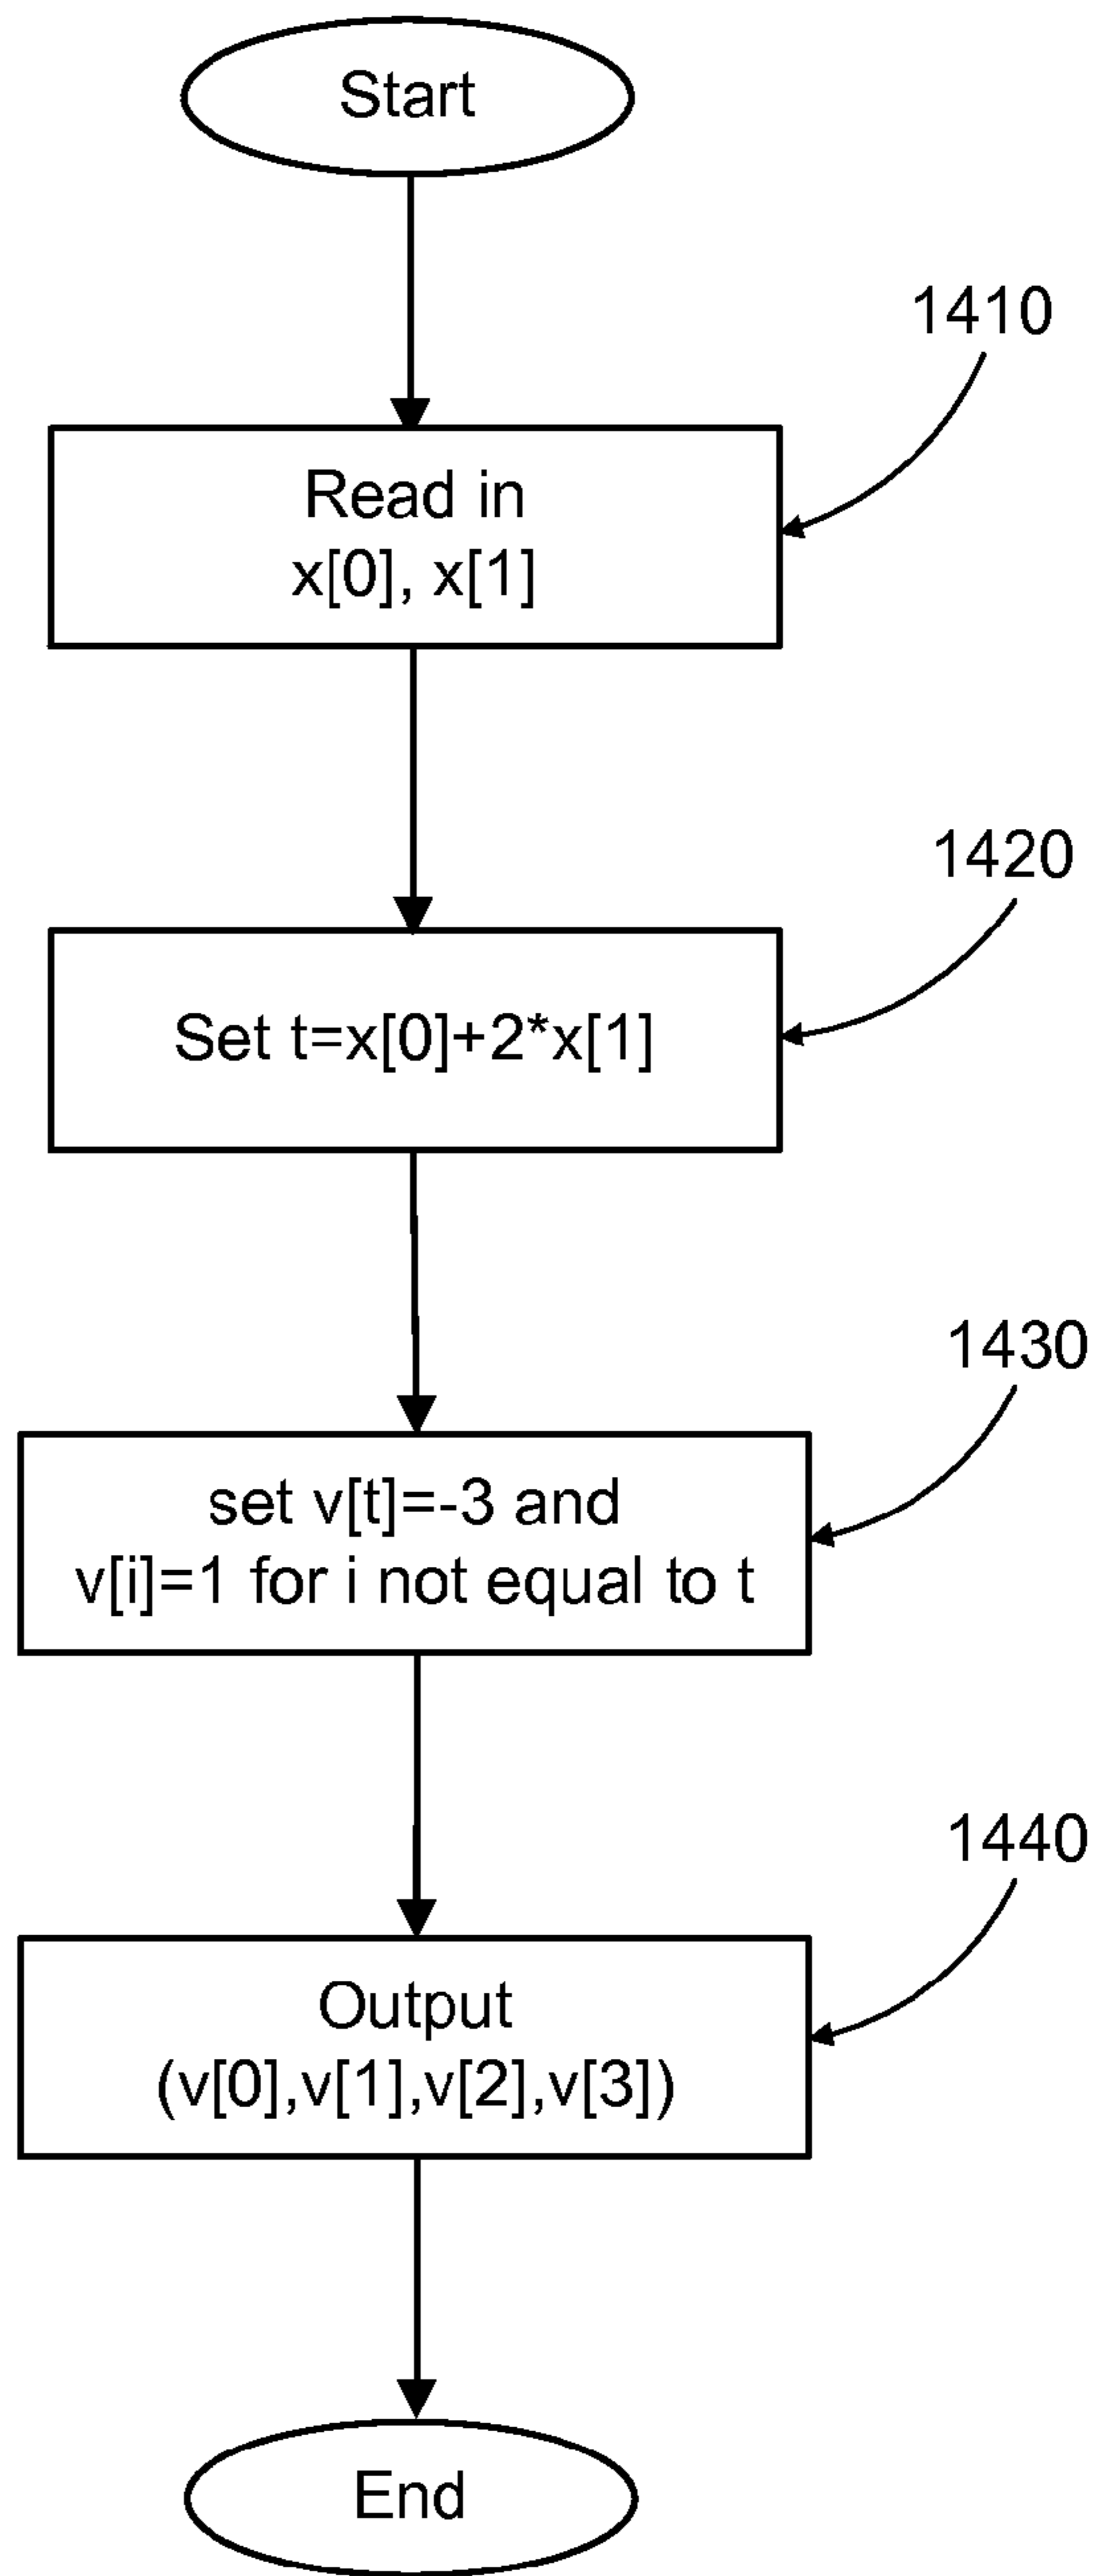 Start
1410
Read in
x[0], x[1]
1420
Set t=x[0]+2*x[1]
1430
set v[t]=-3 and
v[i]=1 for i not equal to t
1440
Output
(v[0],v[1],v[2],v[3])
End